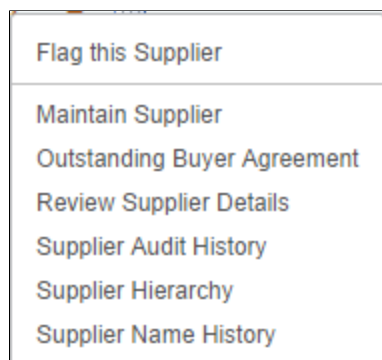 Flag this Supplier
Maintain Supplier
Outstanding Buyer Agreement
Review Supplier Details
Supplier Audit History
Supplier Hierarchy
Supplier Name History